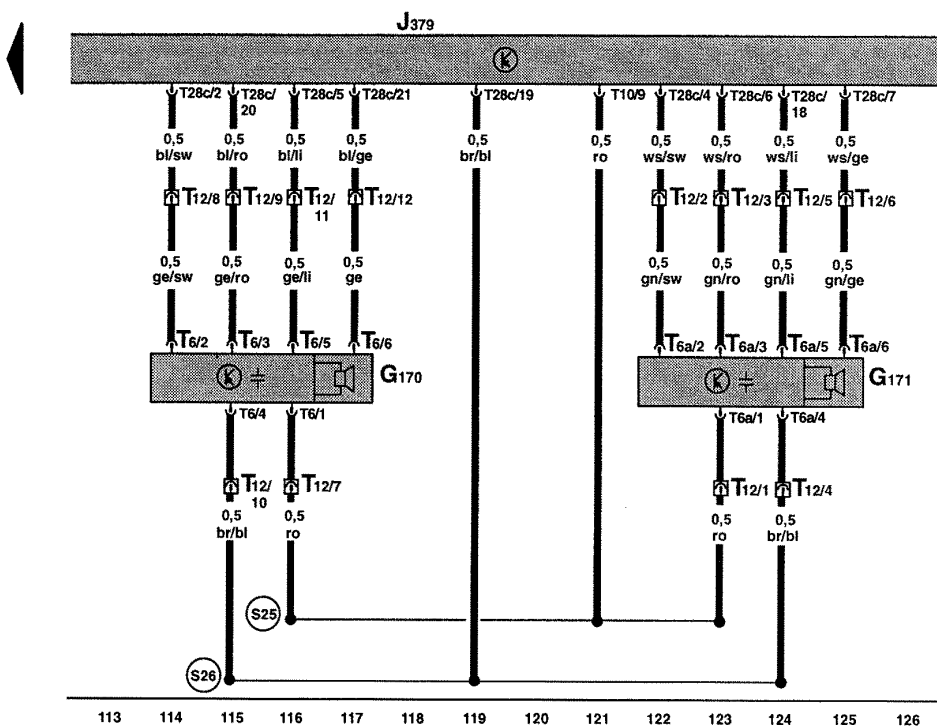 J379
T28c/2 T28c/20 T28c/5 T28c/21 T28c/19 T10/9 T28c/4 T28c/6 T28c/18 T28c/7
0,5 0,5 0,5 0,5 0,5 0,5 0,5 0,5 0,5 0,5
bl/sw bl/ro bl/li bl/ge br/bl ro ws/sw ws/ro ws/li ws/ge
T12/8 T12/9 T12/11 T12/12 T12/2 T12/3 T12/5 T12/6
0,5 0,5 0,5 0,5 0,5 0,5 0,5 0,5
ge/sw ge/ro ge/li ge gn/sw gn/ro gn/li gn/ge
T6/2 T6/3 T6/5 T6/6 T6a/2 T6a/3 T6a/5 T6a/6
G170 G171
T6/4 T6/1 T6a/1 T6a/4
T12/10 T12/7 T12/1 T12/4
0,5 0,5 0,5 0,5
br/bl ro ro br/bl
S25
S26
113 114 115 116 117 118 119 120 121 122 123 124 125 126